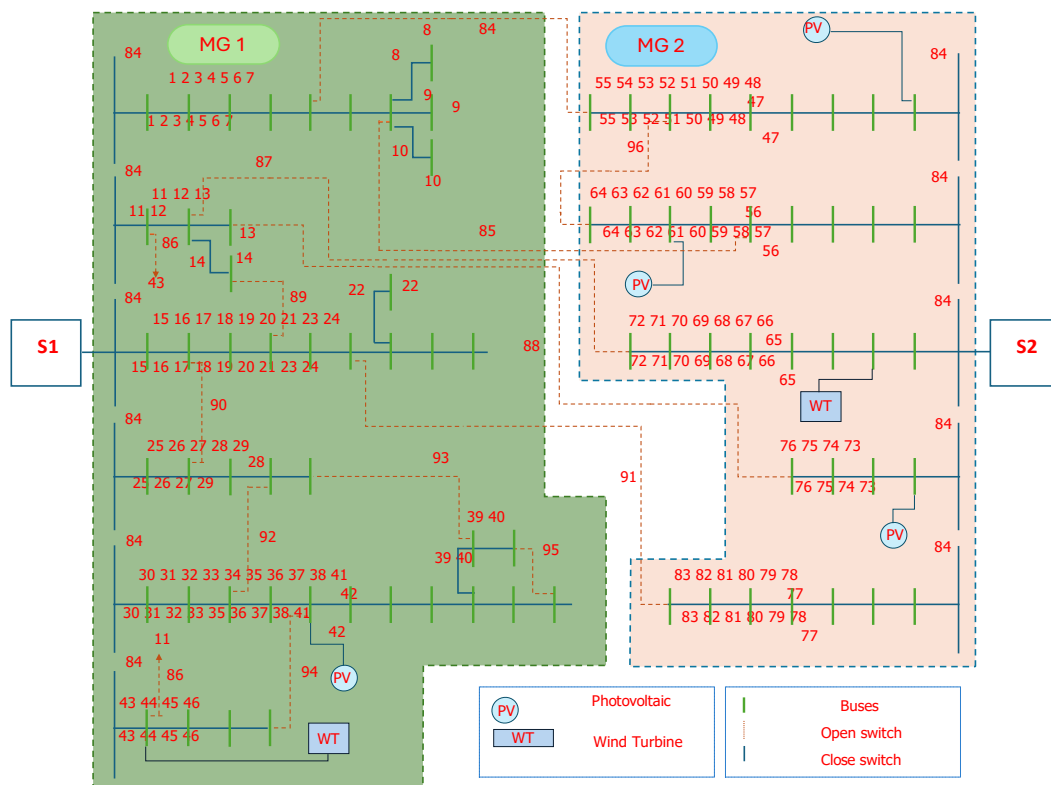 8 84
84 MG 1 MG 2 PV 84
8
1 2 3 4 5 6 7 55 54 53 52 51 50 49 48
9 9 47
1 2 3 4 5 6 7 55 53 52 51 50 49 48
47
10 96
84 87 10 84
11 12 13 64 63 62 61 60 59 58 57
11 12 56
13 85 64 63 62 61 60 59 58 57
86 56
14 14
43 89 22 22 PV
84 84
15 16 17 18 19 20 21 23 24 72 71 70 69 68 67 66
S1 88 65 S2
15 16 17 18 19 20 21 23 24 72 71 70 69 68 67 66
65
90 WT
84 84
25 26 27 28 29 76 75 74 73
28 93
25 26 27 29 91 76 75 74 73
39 40
92 PV
84 39 40 95 84
30 31 32 33 34 35 36 37 38 41 83 82 81 80 79 78
42 77
30 31 32 33 35 36 37 38 41 83 82 81 80 79 78
11 42 77
84 86 94 PV
43 44 45 46 PV Photovoltaic Buses
43 44 45 46 WT WT Wind Turbine Open switch
Close switch